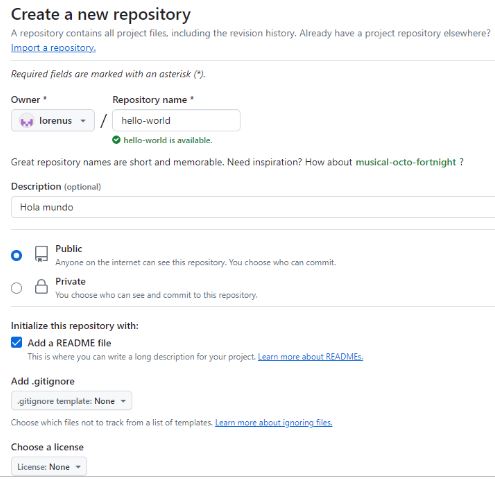 Create a new repository
A repository contains all project files, including the revision history. Already have a project repository elsewhere?
Import a repository.
Required fields are marked with an asterisk (*).
Owner * Repository name *
lorenus / hello-world
hello-world is available.
Great repository names are short and memorable. Need inspiration? How about musical-octo-fortnight ?
Description (optional)
Hola mundo
Public
Anyone on the internet can see this repository. You choose who can commit.
Private
You choose who can see and commit to this repository.
Initialize this repository with:
Add a README file
This is where you can write a long description for your project. Learn more about READMEs.
Add .gitignore
.gitignore template: None
Choose which files not to track from a list of templates. Learn more about ignoring files.
Choose a license
License: None